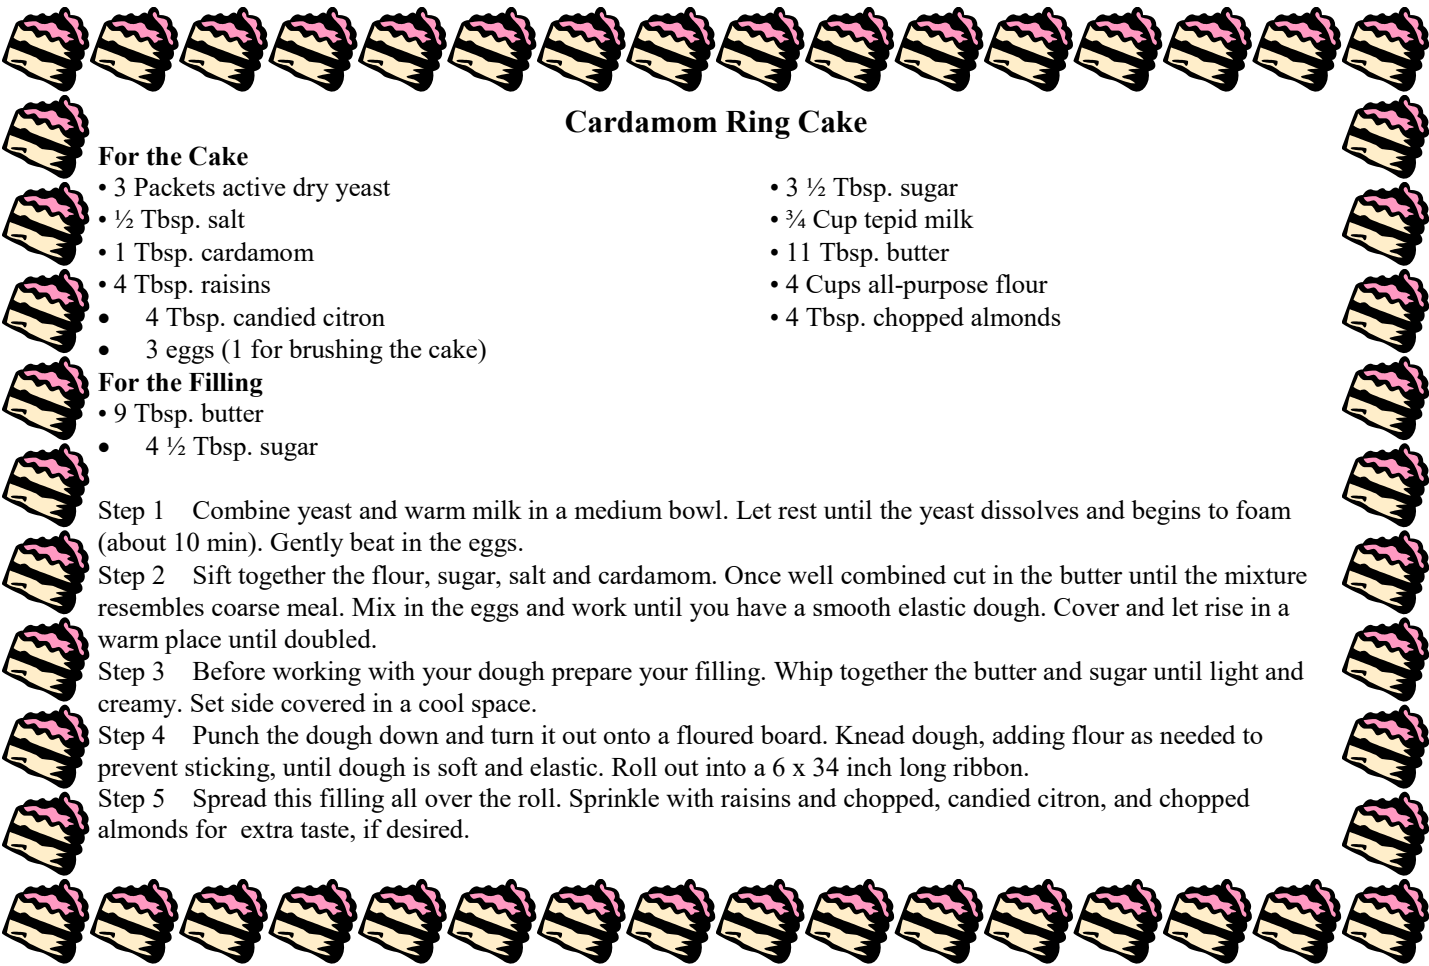 Cardamom Ring Cake
For the Cake
• 3 Packets active dry yeast
• ½ Tbsp. salt
• 1 Tbsp. cardamom
• 4 Tbsp. raisins
• 4 Tbsp. candied citron
• 3 eggs (1 for brushing the cake)
• 3 ½ Tbsp. sugar
• ¾ Cup tepid milk
• 11 Tbsp. butter
• 4 Cups all-purpose flour
• 4 Tbsp. chopped almonds
For the Filling
• 9 Tbsp. butter
• 4 ½ Tbsp. sugar
Step 1 Combine yeast and warm milk in a medium bowl. Let rest until the yeast dissolves and begins to foam
(about 10 min). Gently beat in the eggs.
Step 2 Sift together the flour, sugar, salt and cardamom. Once well combined cut in the butter until the mixture
resembles coarse meal. Mix in the eggs and work until you have a smooth elastic dough. Cover and let rise in a
warm place until doubled.
Step 3 Before working with your dough prepare your filling. Whip together the butter and sugar until light and
creamy. Set side covered in a cool space.
Step 4 Punch the dough down and turn it out onto a floured board. Knead dough, adding flour as needed to
prevent sticking, until dough is soft and elastic. Roll out into a 6 x 34 inch long ribbon.
Step 5 Spread this filling all over the roll. Sprinkle with raisins and chopped, candied citron, and chopped
almonds for extra taste, if desired.